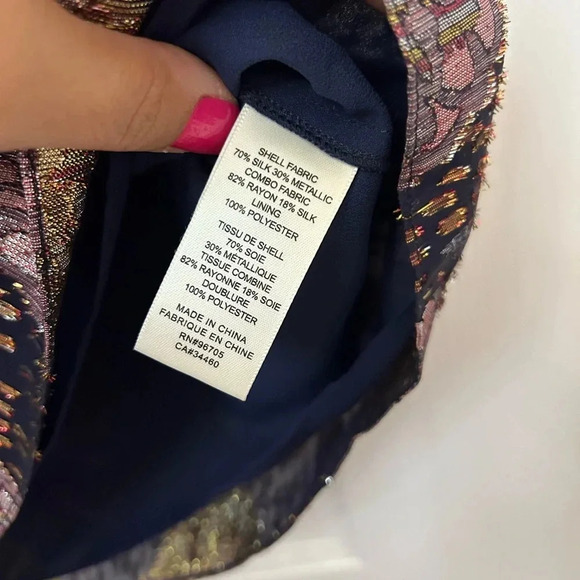 SHELL FABRIC
70% SILK 30% METALLIC
COMBO FABRIC
82% RAYON 18% SILK
LINING
100% POLYESTER
TISSU DE SHELL
70% SOIE
30% MÉTALLIQUE
TISSUE COMBINE
82% RAYONNE 18% SOIE
DOUBLURE
100% POLYESTER
MADE IN CHINA
FABRIQUE EN CHINE
RN#96705
CA#34460